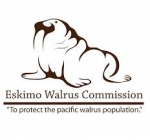 Eskimo Walrus Commission
"To protect the pacific walrus population."